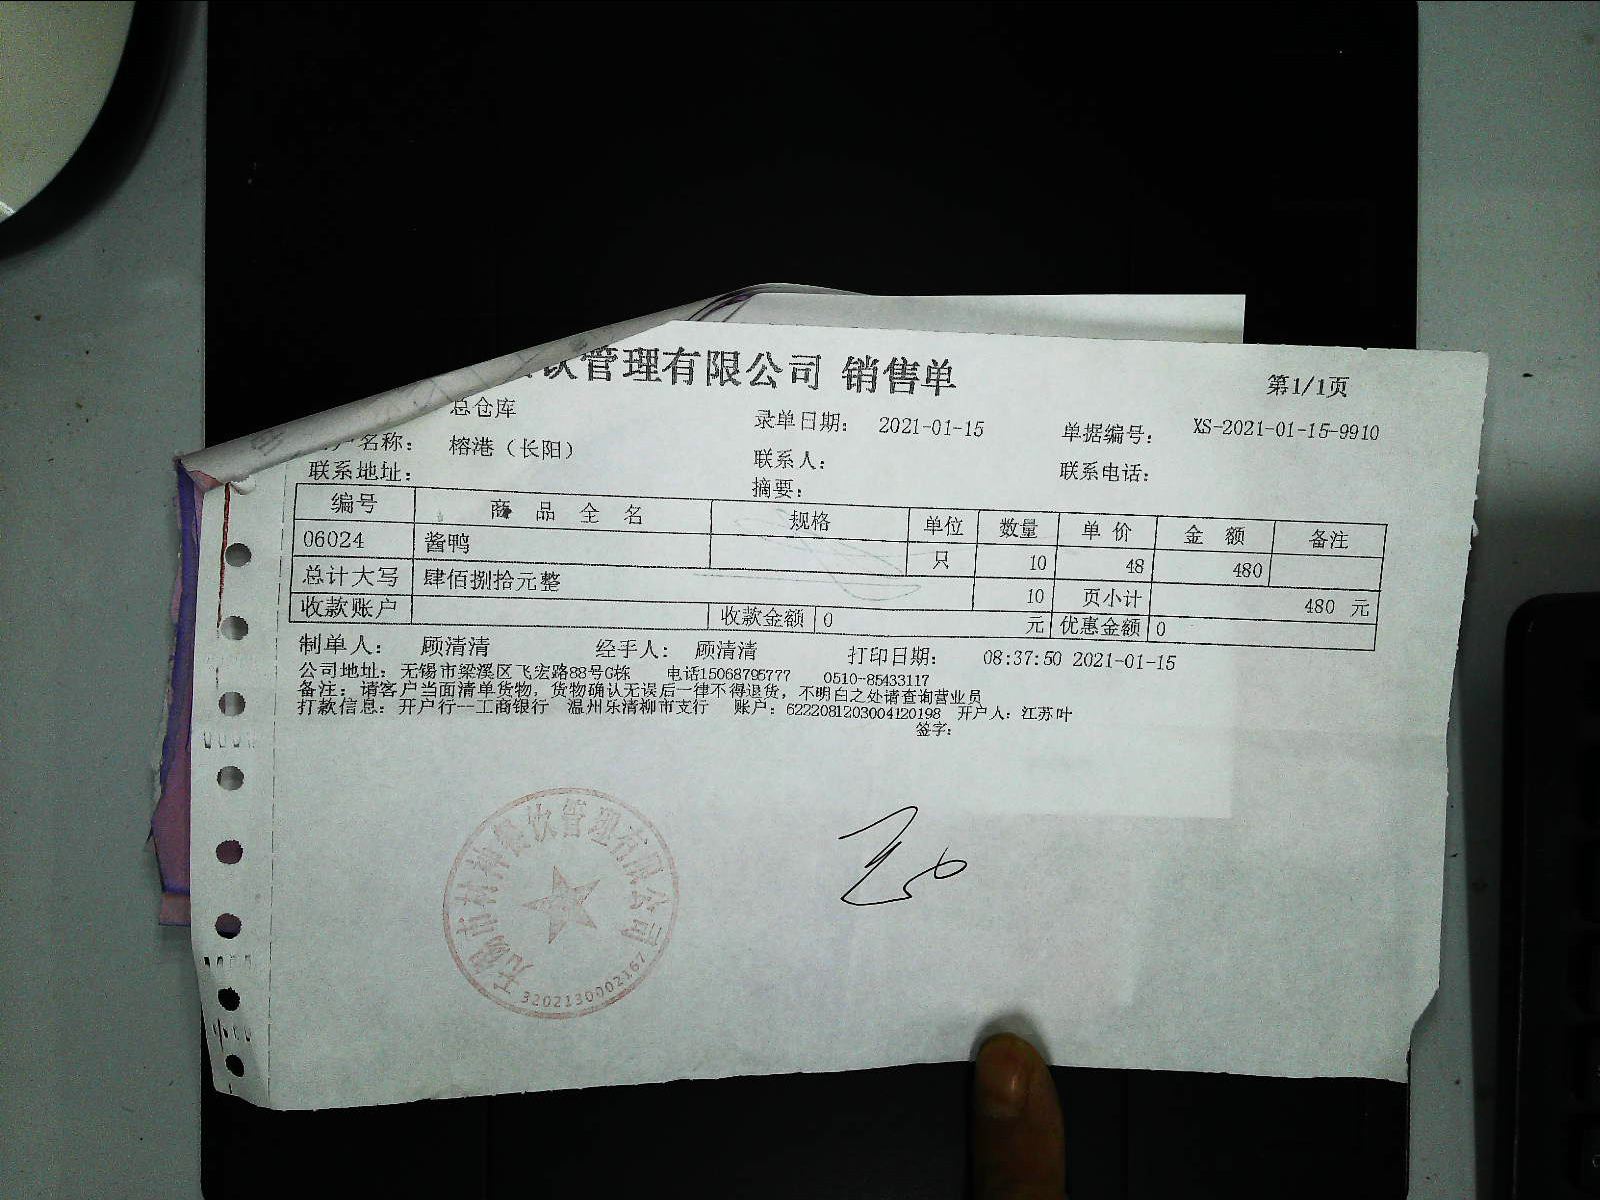 饮管理有限公司 销售单
第1/1页
总仓库 录单日期: 2021-01-15 单据编号: XS-2021-01-15-9910
户名称: 榕港（长阳） 联系人: 联系电话:
联系地址: 摘要:
编号 商品全名 规格 单位 数量 单价 金额 备注
06024 酱鸭 只 10 48 480
总计大写 肆佰捌拾元整 10 页小计 480 元
收款账户 收款金额 0 元 优惠金额 0
制单人: 顾清清 经手人: 顾清清 打印日期: 08:37:50 2021-01-15
公司地址: 无锡市梁溪区飞宏路88号G栋 电话15068795777 0510-85433117
备注: 请客户当面清单货物, 货物确认无误后一律不得退货, 不明白之处请查询营业员
打款信息: 开户行--工商银行 温州乐清柳市支行 账户: 6222081203004120198 开户人: 江苏叶
签字:
餐饮管理有限公司
3202130002167